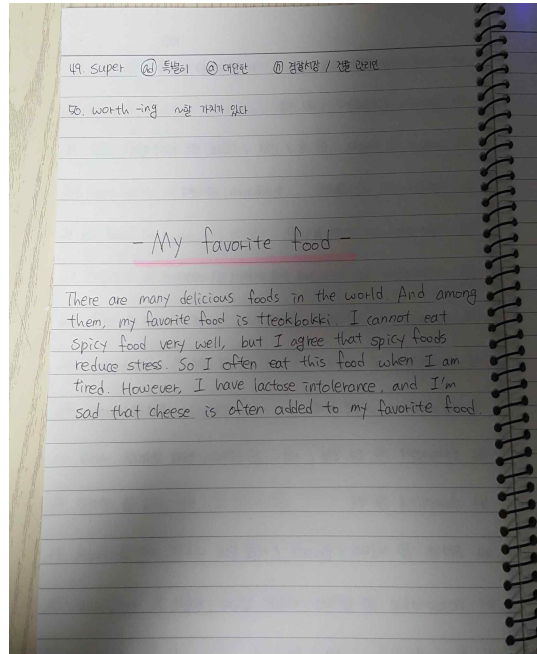 49. super ⓐd 특별히 ⓐ 대단한 ⓝ 경찰서장 / 건물 관리인
50. worth -ing ~할 가치가 있다
- My favorite food -
There are many delicious foods in the world. And among
them, my favorite food is tteokbokki. I cannot eat
spicy food very well, but I agree that spicy foods
reduce stress. So I often eat this food when I am
tired. However, I have lactose intolerance, and I'm
sad that cheese is often added to my favorite food.